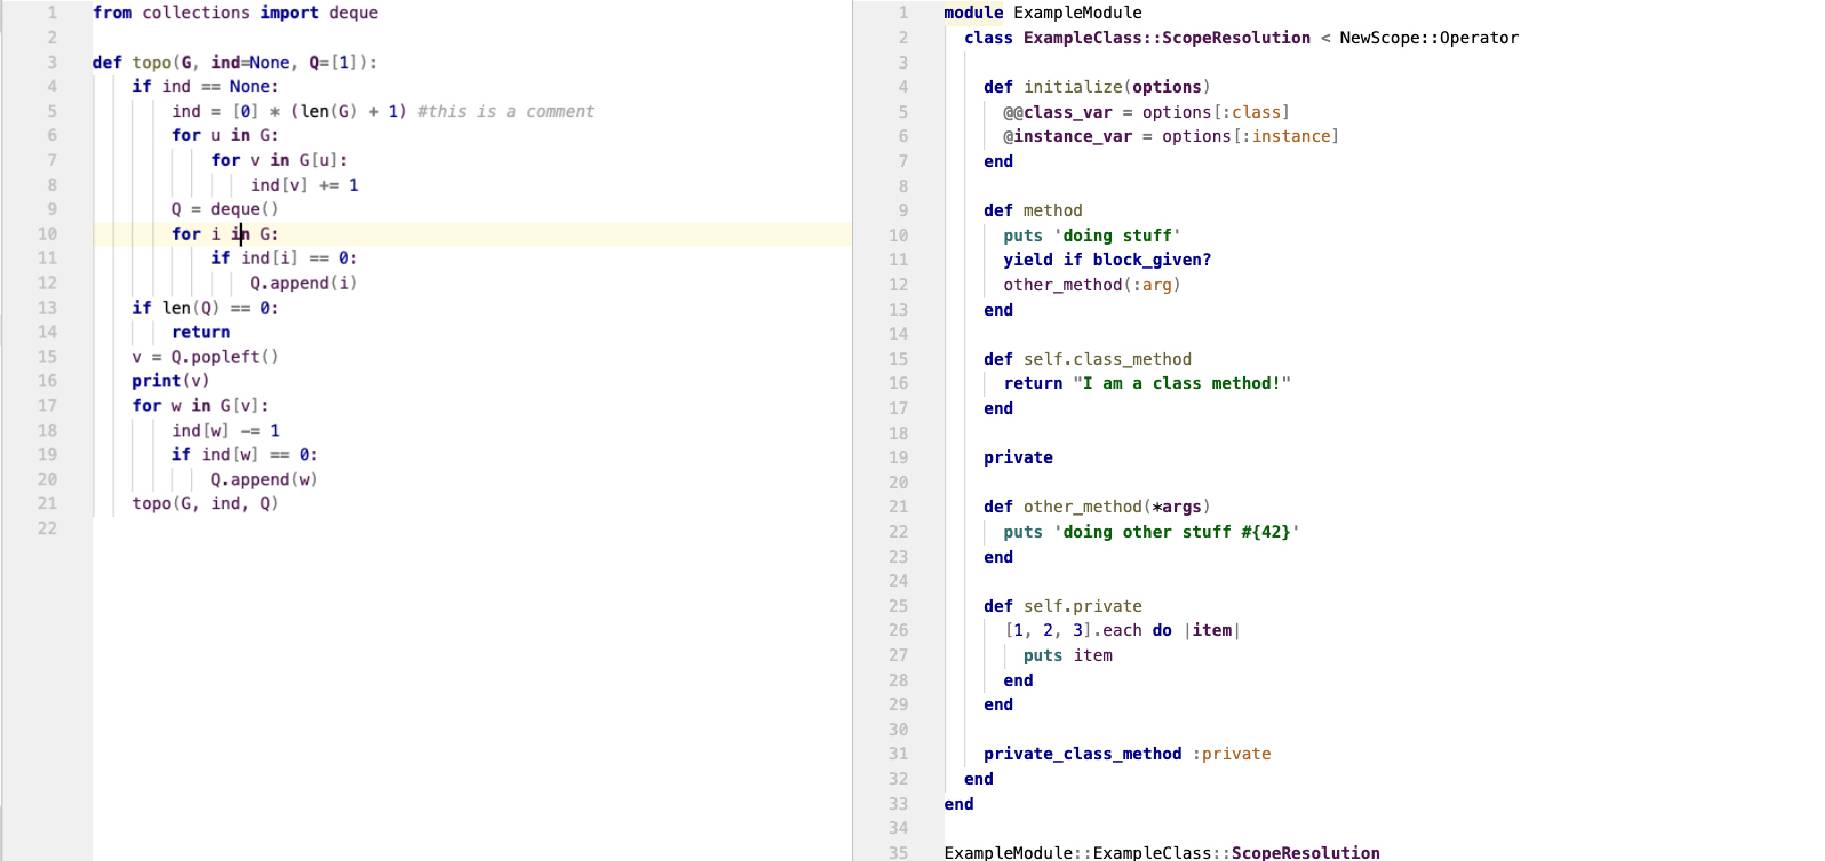 1 from collections import deque
2
3 def topo(G, ind=None, Q=[1]):
4     if ind == None:
5         ind = [0] * (len(G) + 1) #this is a comment
6         for u in G:
7             for v in G[u]:
8                 ind[v] += 1
9         Q = deque()
10         for i in G:
11             if ind[i] == 0:
12                 Q.append(i)
13     if len(Q) == 0:
14         return
15     v = Q.popleft()
16     print(v)
17     for w in G[v]:
18         ind[w] -= 1
19         if ind[w] == 0:
20             Q.append(w)
21     topo(G, ind, Q)
22
1 module ExampleModule
2   class ExampleClass::ScopeResolution < NewScope::Operator
3
4     def initialize(options)
5       @@class_var = options[:class]
6       @instance_var = options[:instance]
7     end
8
9     def method
10       puts 'doing stuff'
11       yield if block_given?
12       other_method(:arg)
13     end
14
15     def self.class_method
16       return "I am a class method!"
17     end
18
19     private
20
21     def other_method(*args)
22       puts 'doing other stuff #{42}'
23     end
24
25     def self.private
26       [1, 2, 3].each do |item|
27         puts item
28       end
29     end
30
31     private_class_method :private
32   end
33 end
34
35 ExampleModule::ExampleClass::ScopeResolution